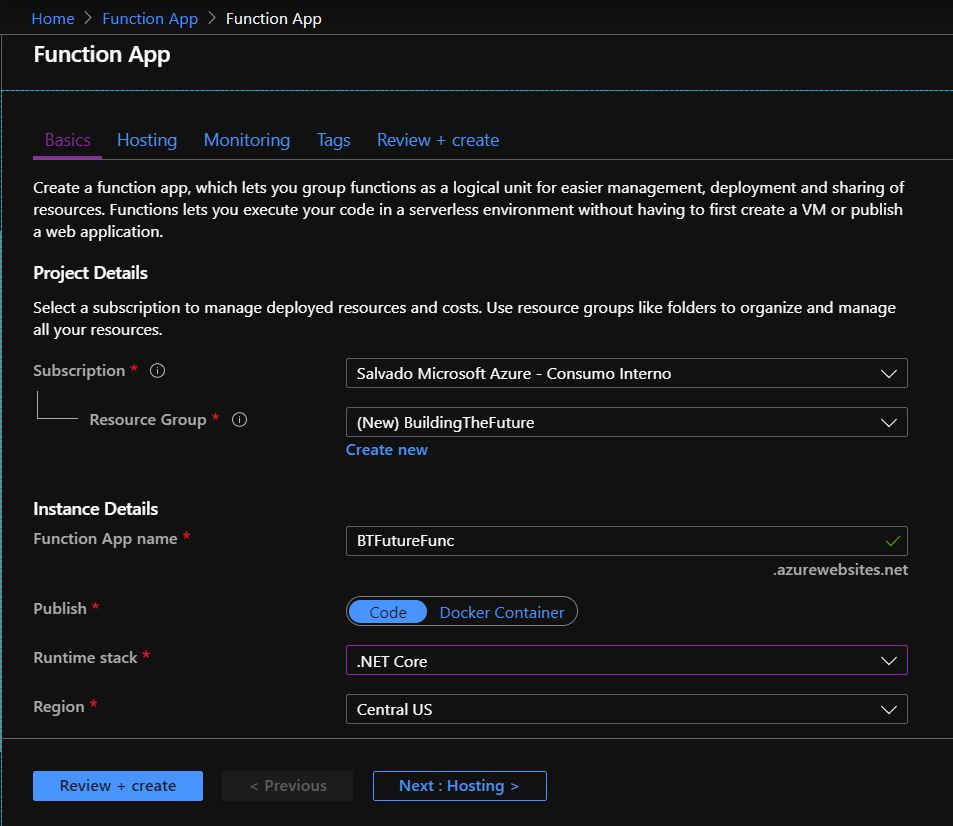 Home > Function App > Function App
Function App
Basics Hosting Monitoring Tags Review + create
Create a function app, which lets you group functions as a logical unit for easier management, deployment and sharing of
resources. Functions lets you execute your code in a serverless environment without having to first create a VM or publish
a web application.
Project Details
Select a subscription to manage deployed resources and costs. Use resource groups like folders to organize and manage
all your resources.
Subscription * Salvado Microsoft Azure - Consumo Interno
Resource Group * (New) BuildingTheFuture
Create new
Instance Details
Function App name * BTFutureFunc
.azurewebsites.net
Publish * Code Docker Container
Runtime stack * .NET Core
Region * Central US
Review + create < Previous Next : Hosting >